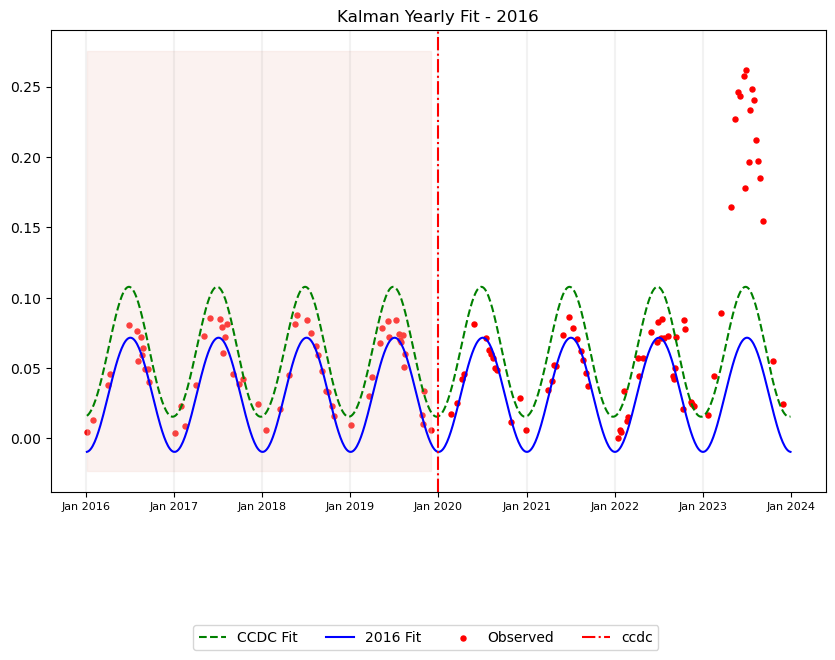 Kalman Yearly Fit - 2016
0.25
0.20
0.15
0.10
0.05
0.00
Jan 2016 Jan 2017 Jan 2018 Jan 2019 Jan 2020 Jan 2021 Jan 2022 Jan 2023 Jan 2024
CCDC Fit 2016 Fit Observed ccdc